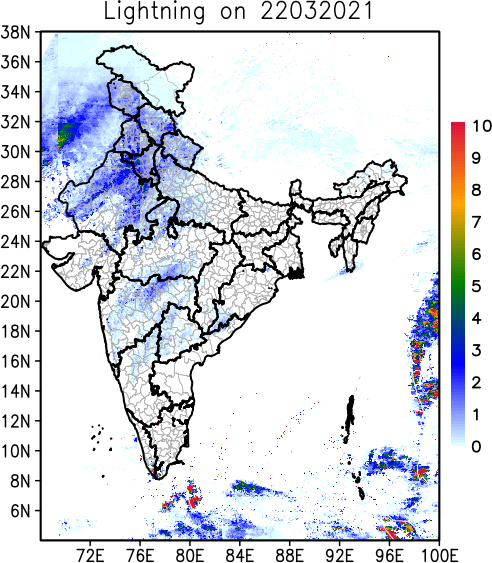 Lightning on 22032021
38N
36N
34N
32N
30N
28N
26N
24N
22N
20N
18N
16N
14N
12N
10N
8N
6N
72E 76E 80E 84E 88E 92E 96E 100E
10
9
8
7
6
5
4
3
2
1
0